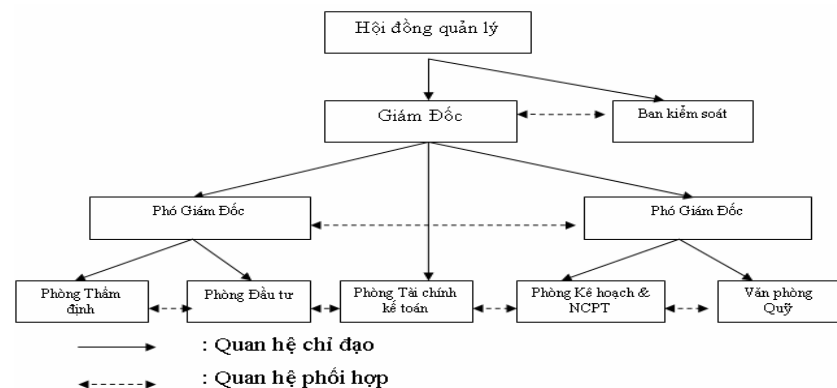 Hội đồng quản lý
Giám Đốc
Ban kiểm soát
Phó Giám Đốc
Phó Giám Đốc
Phòng Thẩm
định
Phòng Đầu tư
Phòng Tài chính
kế toán
Phòng Kê hoạch &
NCPT
Văn phòng
Quỹ
: Quan hệ chỉ đạo
: Quan hệ phối hợp